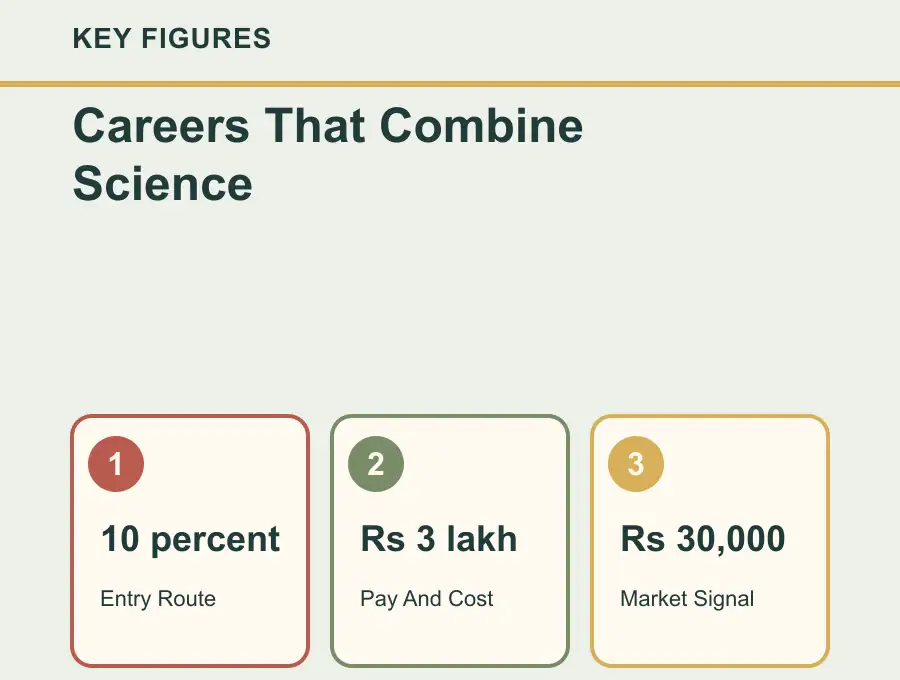 KEY FIGURES
Careers That Combine
Science
1
10 percent
Entry Route
2
Rs 3 lakh
Pay And Cost
3
Rs 30,000
Market Signal